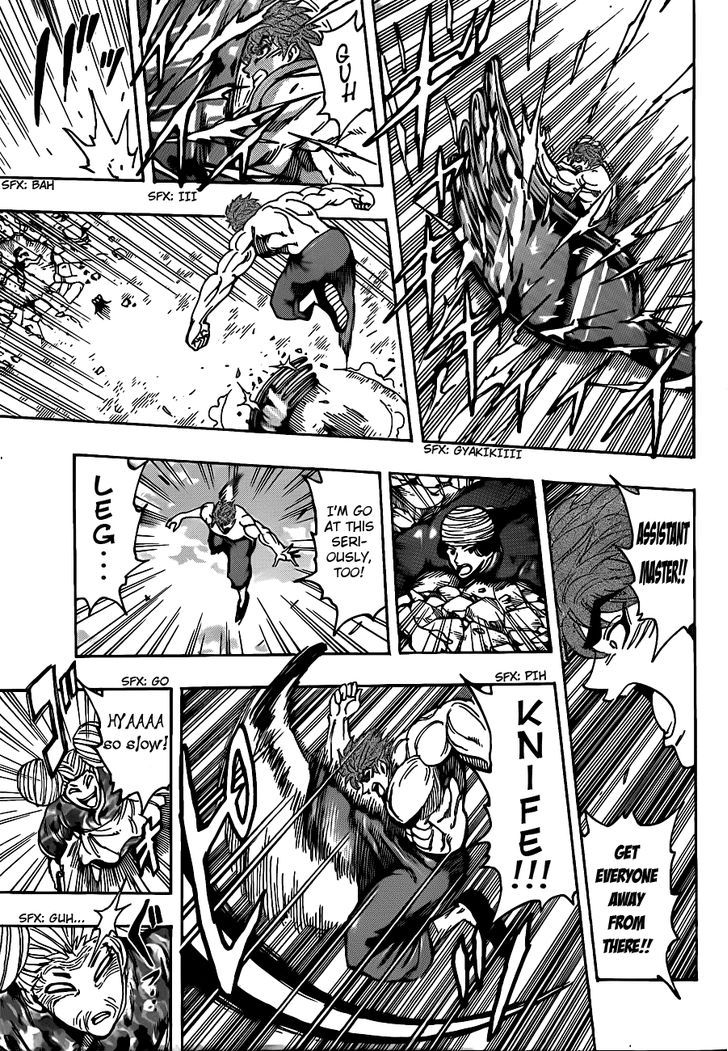 SFX: GYAKIKIIII
GUH
SFX: III
SFX: BAH
ASSISTANT
MASTER!!
GET
EVERYONE
AWAY
FROM
THERE!!
I'M GO
AT THIS
SERI-
OUSLY,
TOO!
LEG...
SFX: PIH
KNIFE!!!
SFX: GO
HYAAAA
so slow!
SFX: GUH...